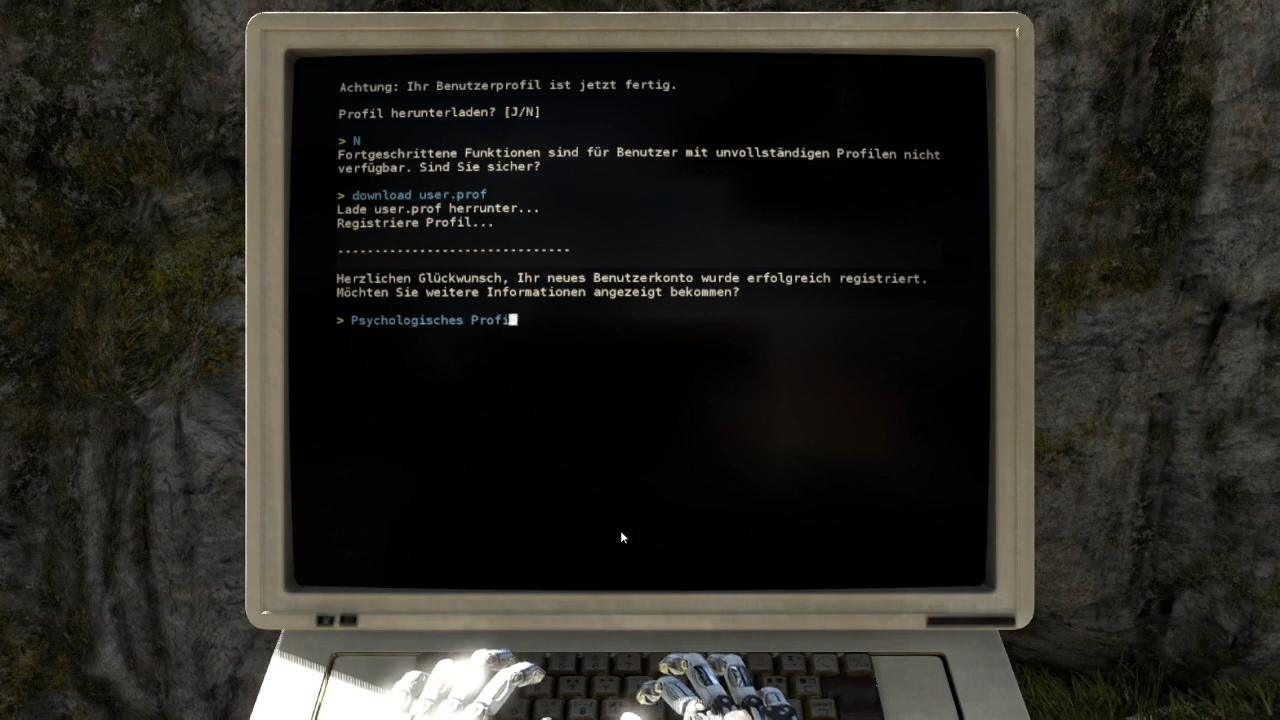 Achtung: Ihr Benutzerprofil ist jetzt fertig.
Profil herunterladen? [J/N]
> N
Fortgeschrittene Funktionen sind für Benutzer mit unvollständigen Profilen nicht
verfügbar. Sind Sie sicher?
> download user.prof
Lade user.prof herrunter...
Registriere Profil...
-------------------------------
Herzlichen Glückwunsch, Ihr neues Benutzerkonto wurde erfolgreich registriert.
Möchten Sie weitere Informationen angezeigt bekommen?
> Psychologisches Profi